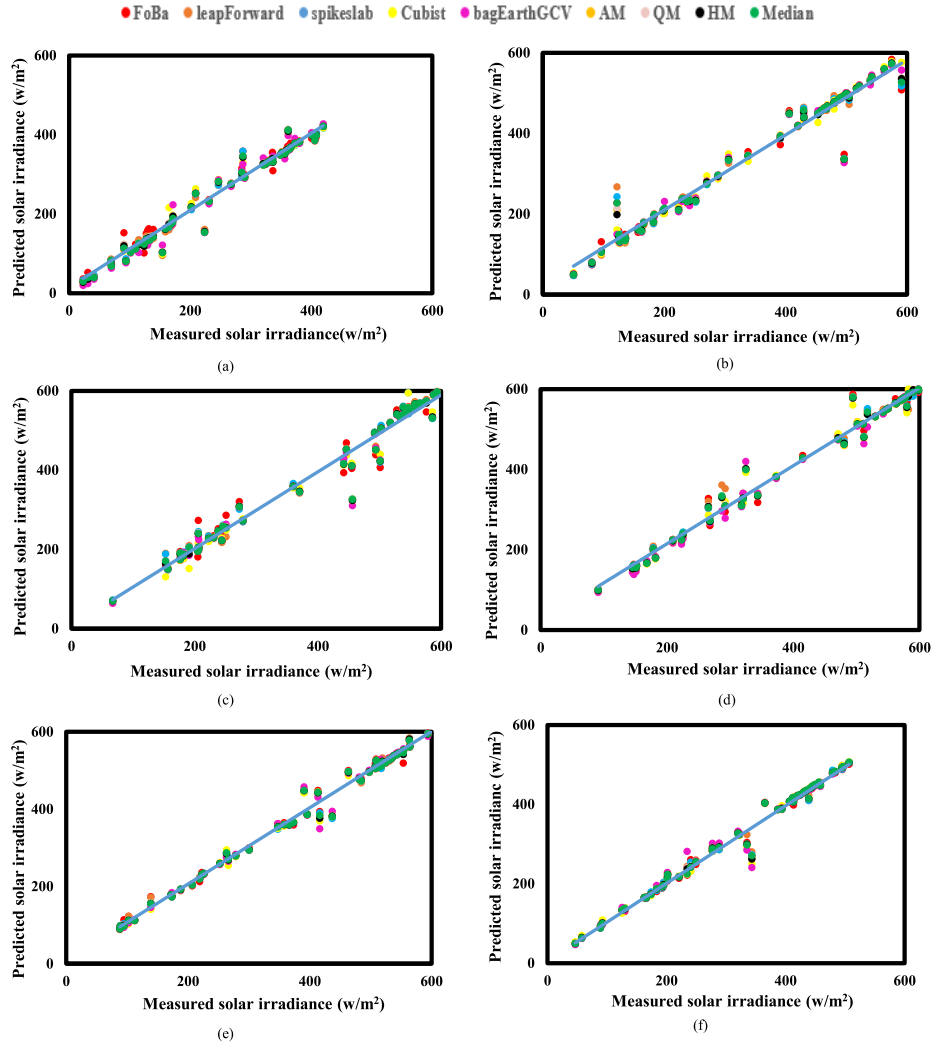 FoBa leapForward spikeslab Cubist bagEarthGCV AM QM HM Median
Predicted solar irradiance (w/m²)
600
400
200
0
0 200 400 600
Measured solar irradiance(w/m²)
(a)
Predicted solar irradiance (w/m²)
600
400
200
0
0 200 400 600
Measured solar irradiance (w/m²)
(b)
Predicted solar irradiance (w/m²)
600
400
200
0
0 200 400 600
Measured solar irradiance (w/m²)
(c)
Predicted solar irradiance (w/m²)
600
400
200
0
0 200 400 600
Measured solar irradiance (w/m²)
(d)
Predicted solar irradiance (w/m²)
600
400
200
0
0 200 400 600
Measured solar irradiance (w/m²)
(e)
Predicted solar irradianc (w/m²)
600
400
200
0
0 200 400 600
Measured solar irradiance (w/m²)
(f)